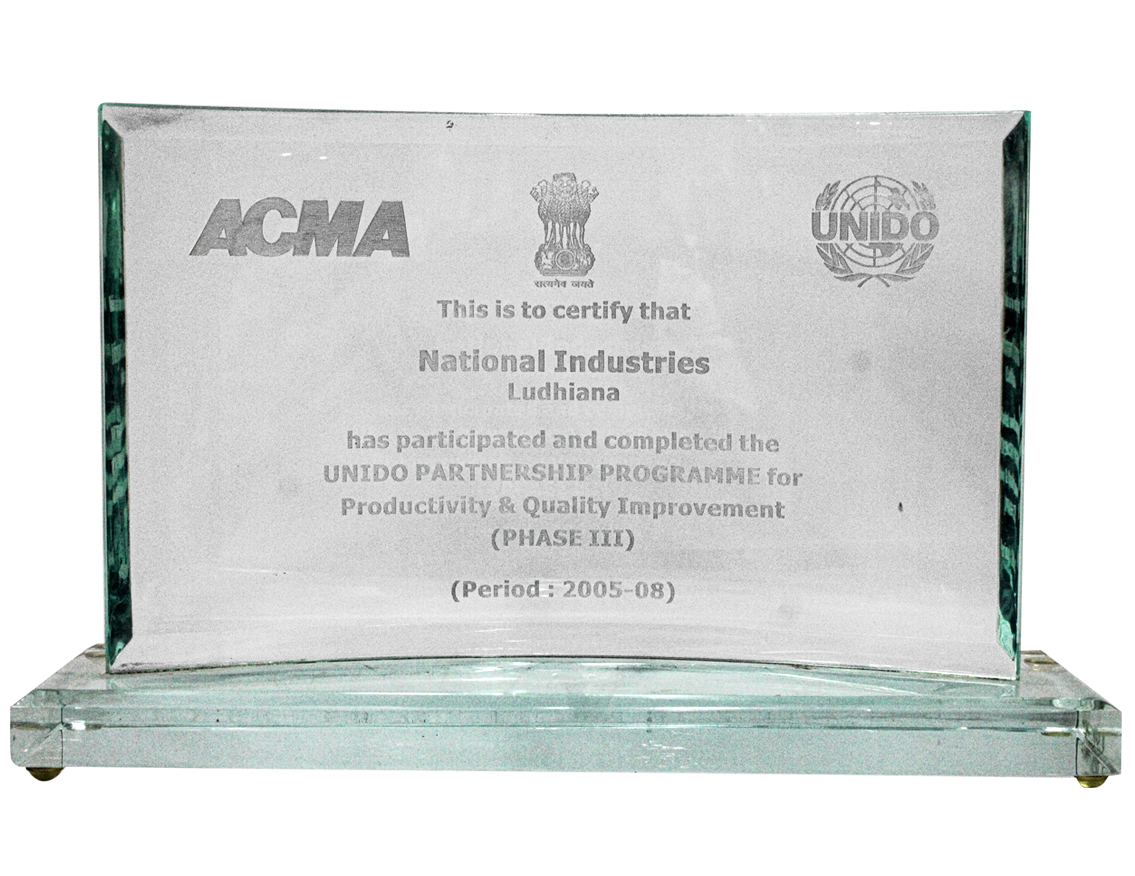 ACMA
सत्यमेव जयते
UNIDO
This is to certify that
National Industries
Ludhiana
has participated and completed the
UNIDO PARTNERSHIP PROGRAMME for
Productivity & Quality Improvement
(PHASE III)
(Period : 2005-08)